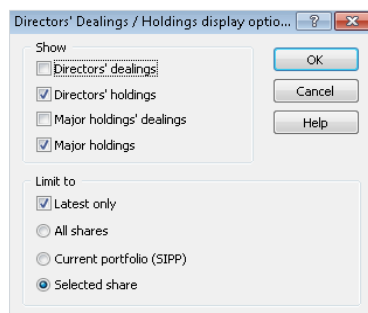 Directors' Dealings / Holdings display optio... ?
Show
Directors' dealings
Directors' holdings
Major holdings' dealings
Major holdings
OK
Cancel
Help
Limit to
Latest only
All shares
Current portfolio (SIPP)
Selected share